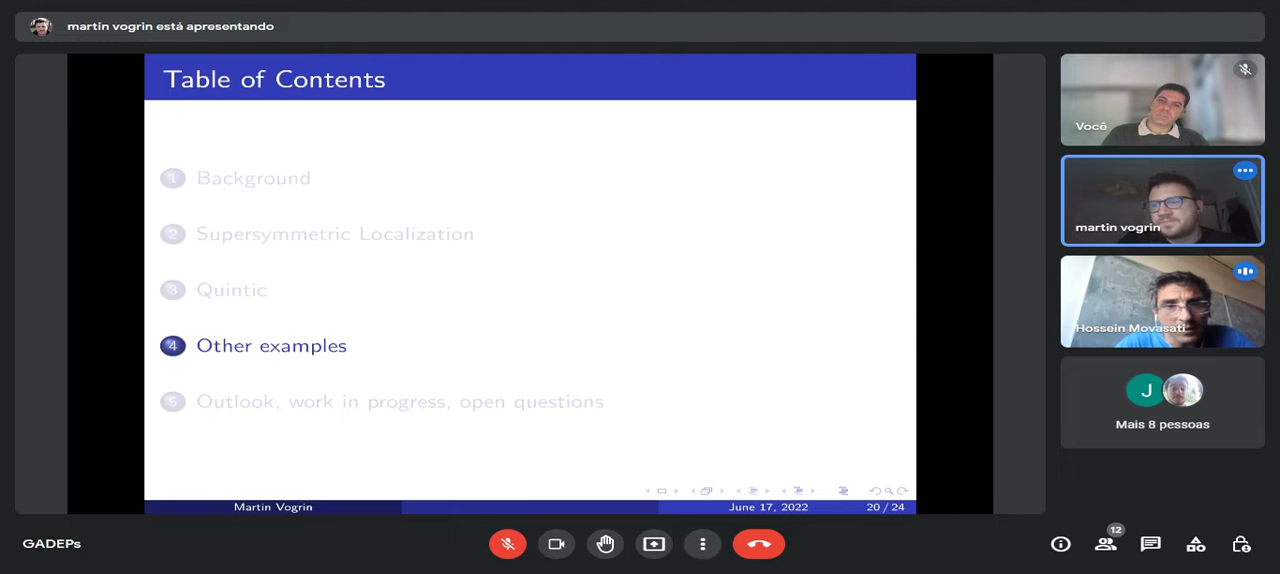 martin vogrin está apresentando
Table of Contents
1 Background
2 Supersymmetric Localization
3 Quintic
4 Other examples
5 Outlook, work in progress, open questions
Martin Vogrin
June 17, 2022
20 / 24
Você
martin vogrin
Hossein Movasati
J
Mais 8 pessoas
GADEPs
12